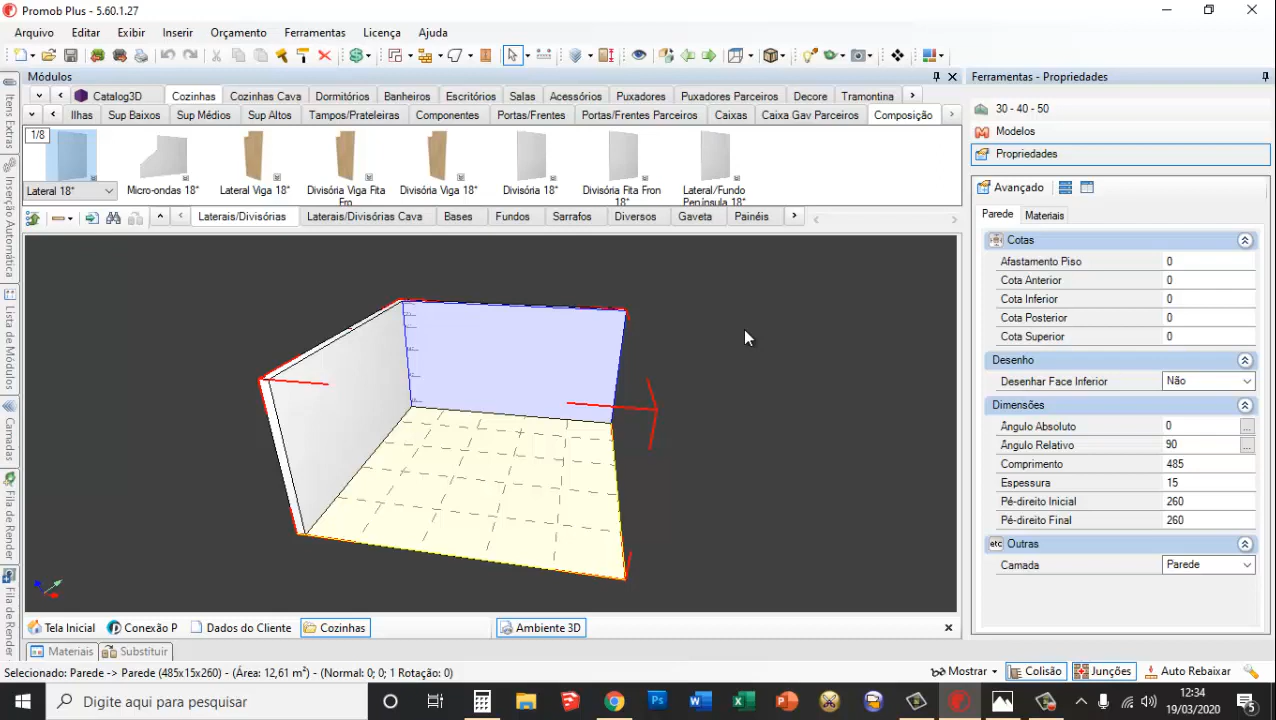 Promob Plus - 5.60.1.27
Arquivo Editar Exibir Inserir Orçamento Ferramentas Licença Ajuda
Módulos
Catalog3D Cozinhas Cozinhas Cava Dormitórios Banheiros Escritórios Salas Acessórios Puxadores Puxadores Parceiros Decore Tramontina
Ilhas Sup Baixos Sup Médios Sup Altos Tampos/Prateleiras Componentes Portas/Frentes Portas/Frentes Parceiros Caixas Caixa Gav Parceiros Composição
1/8
Lateral 18* Micro-ondas 18* Lateral Viga 18* Divisória Viga Fita Fro Divisória Viga 18* Divisória 18* Divisória Fita Fron 18* Lateral/Fundo Península 18*
Laterais/Divisórias Laterais/Divisórias Cava Bases Fundos Sarrafos Diversos Gaveta Painéis
Itens Extras
Inserção Automática
Lista de Módulos
Camadas
Fila de Render
Fila de Render
Ferramentas - Propriedades
30 - 40 - 50
Modelos
Propriedades
Avançado
Parede Materiais
Cotas
Afastamento Piso 0
Cota Anterior 0
Cota Inferior 0
Cota Posterior 0
Cota Superior 0
Desenho
Desenhar Face Inferior Não
Dimensões
Ângulo Absoluto 0 ...
Ângulo Relativo 90 ...
Comprimento 485
Espessura 15
Pé-direito Inicial 260
Pé-direito Final 260
etc Outras
Camada Parede
Tela Inicial Conexão P Dados do Cliente Cozinhas Ambiente 3D
Materiais Substituir
Selecionado: Parede -> Parede (485x15x260) - (Área: 12,61 m²) - (Normal: 0; 0; 1 Rotação: 0)
Mostrar Colisão Junções Auto Rebaixar
Digite aqui para pesquisar
12:34
19/03/2020
5